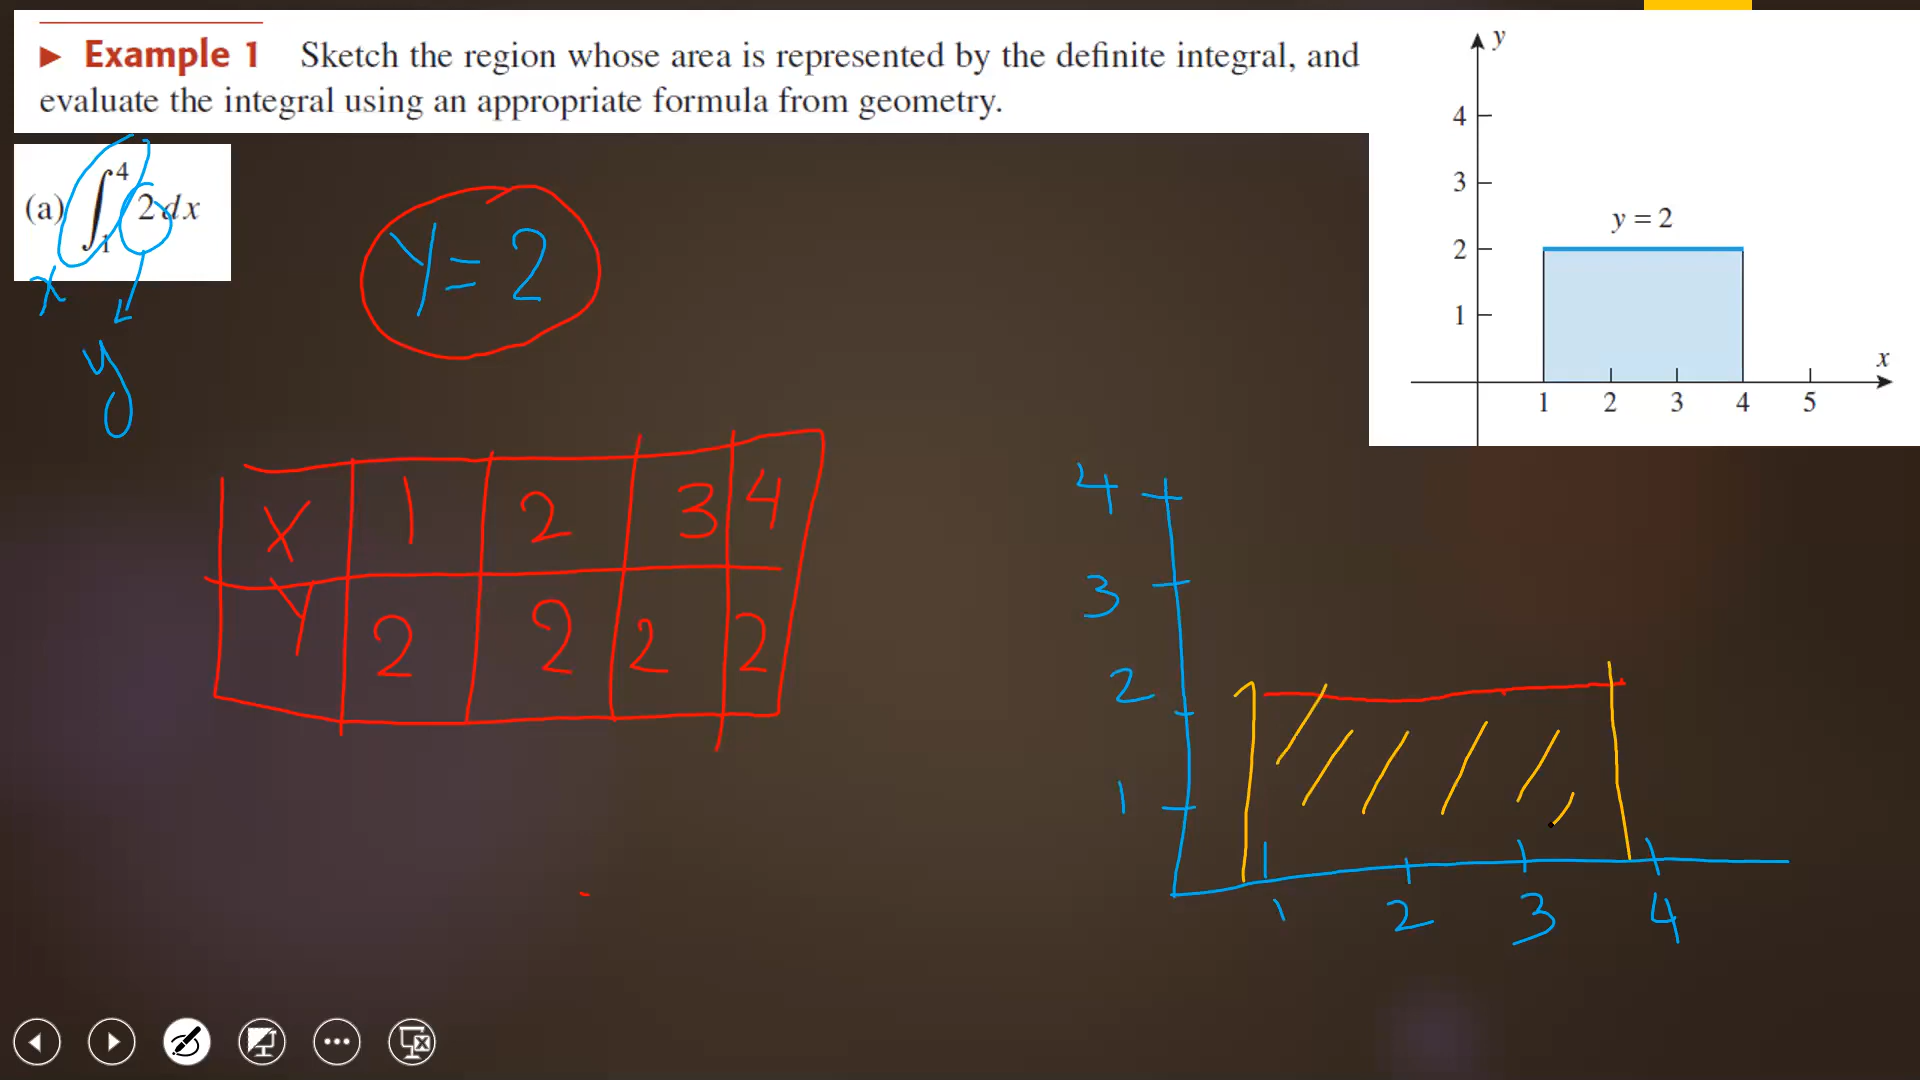 ► Example 1 Sketch the region whose area is represented by the definite integral, and
evaluate the integral using an appropriate formula from geometry.
(a) ∫₁⁴ 2 dx
x
y
Y = 2
X 1 2 3 4
Y 2 2 2 2
y
4
3
2
1
y = 2
x
1 2 3 4 5
4
3
2
1
1 2 3 4